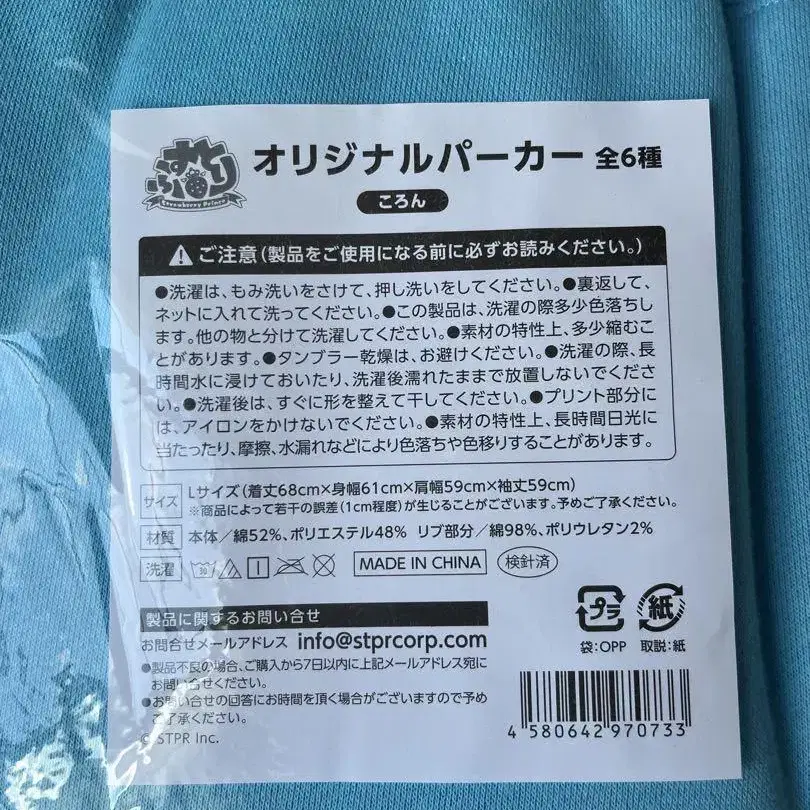 すとぷり
Strawberry Prince
オリジナルパーカー 全6種
ころん
ご注意(製品をご使用になる前に必ずお読みください。)
●洗濯は、もみ洗いをさけて、押し洗いをしてください。●裏返して、
ネットに入れて洗ってください。●この製品は、洗濯の際多少色落ちし
ます。他の物と分けて洗濯してください。●素材の特性上、多少縮むこ
とがあります。●タンブラー乾燥は、お避けください。●洗濯の際、長
時間水に浸けておいたり、洗濯後濡れたままで放置しないでくださ
い。●洗濯後は、すぐに形を整えて干してください。●プリント部分に
は、アイロンをかけないでください。●素材の特性上、長時間日光に
当たったり、摩擦、水漏れなどにより色落ちや色移りすることがあります。
サイズ Lサイズ(着丈68cm×身幅61cm×肩幅59cm×袖丈59cm)
※商品によって若干の誤差(1cm程度)が生じることがございます。予めご了承ください。
材質 本体/綿52%、ポリエステル48% リブ部分/綿98%、ポリウレタン2%
洗濯 30 MADE IN CHINA 検針済
製品に関するお問い合せ
お問合せメールアドレス info@stprcorp.com
●製品不良の場合、ご購入から7日以内に上記メールアドレス宛に
お問い合せください。
●お問い合せの回答にお時間を頂く場合がございますので予め
ご了承ください。
© STPR Inc.
プラ 紙
袋:OPP 取説:紙
4 580642 970733